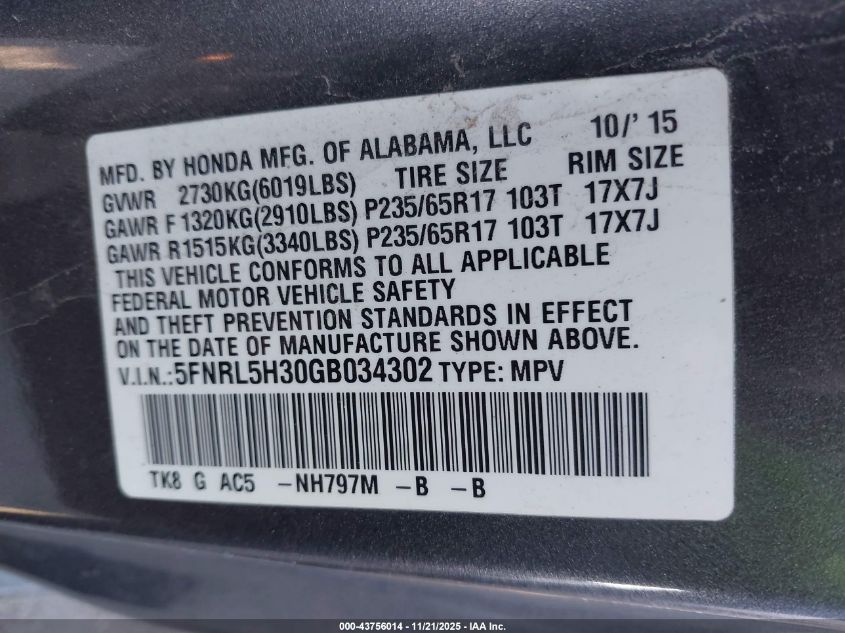 MFD. BY HONDA MFG. OF ALABAMA, LLC 10/'15
GVWR 2730KG(6019LBS) TIRE SIZE RIM SIZE
GAWR F1320KG(2910LBS) P235/65R17 103T 17X7J
GAWR R1515KG(3340LBS) P235/65R17 103T 17X7J
THIS VEHICLE CONFORMS TO ALL APPLICABLE
FEDERAL MOTOR VEHICLE SAFETY
AND THEFT PREVENTION STANDARDS IN EFFECT
ON THE DATE OF MANUFACTURE SHOWN ABOVE.
V.I.N.:5FNRL5H30GB034302 TYPE: MPV
TK8 G AC5 -NH797M -B -B
000-43756014 - 11/21/2025 - IAA Inc.